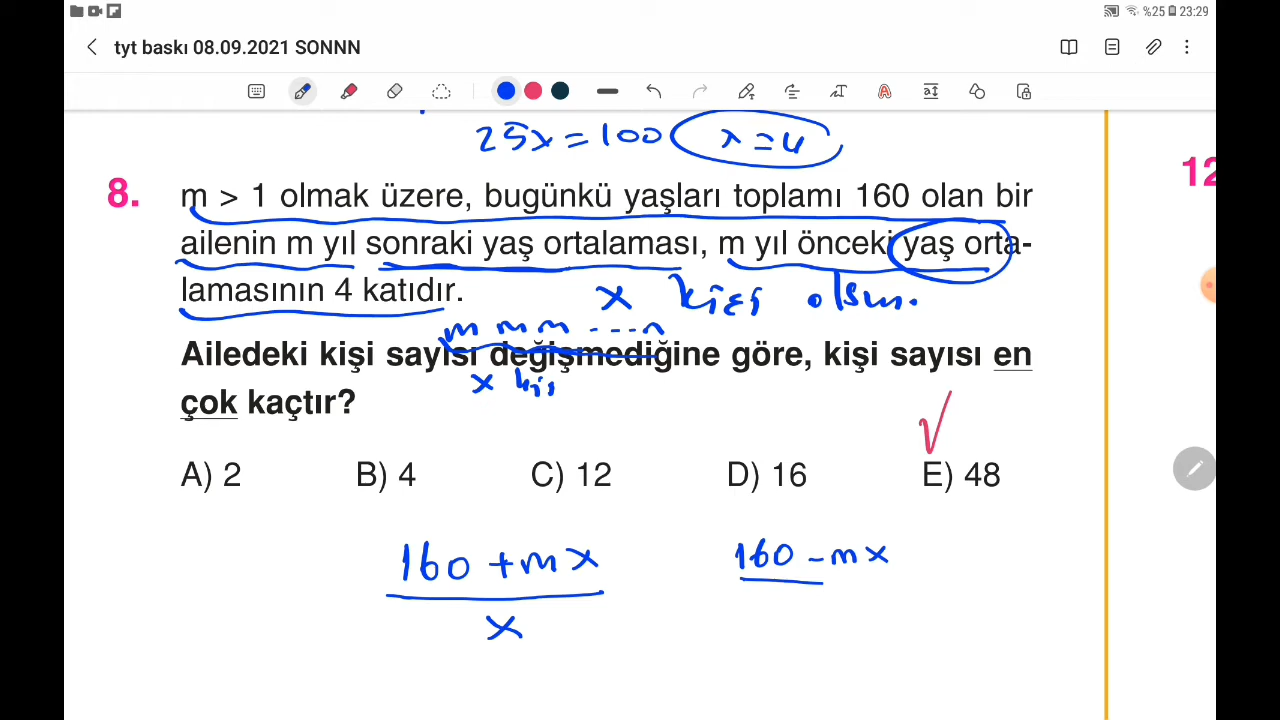 %25 23:29
tyt baskı 08.09.2021 SONNN
25x = 100 x = 4
8. m > 1 olmak üzere, bugünkü yaşları toplamı 160 olan bir
ailenin m yıl sonraki yaş ortalaması, m yıl önceki yaş orta-
lamasının 4 katıdır.
x kişi olsun.
m m m ---- n
Ailedeki kişi sayısı değişmediğine göre, kişi sayısı en
x kişi
çok kaçtır?
A) 2 B) 4 C) 12 D) 16 E) 48
160 + mx
x
160 - mx
12